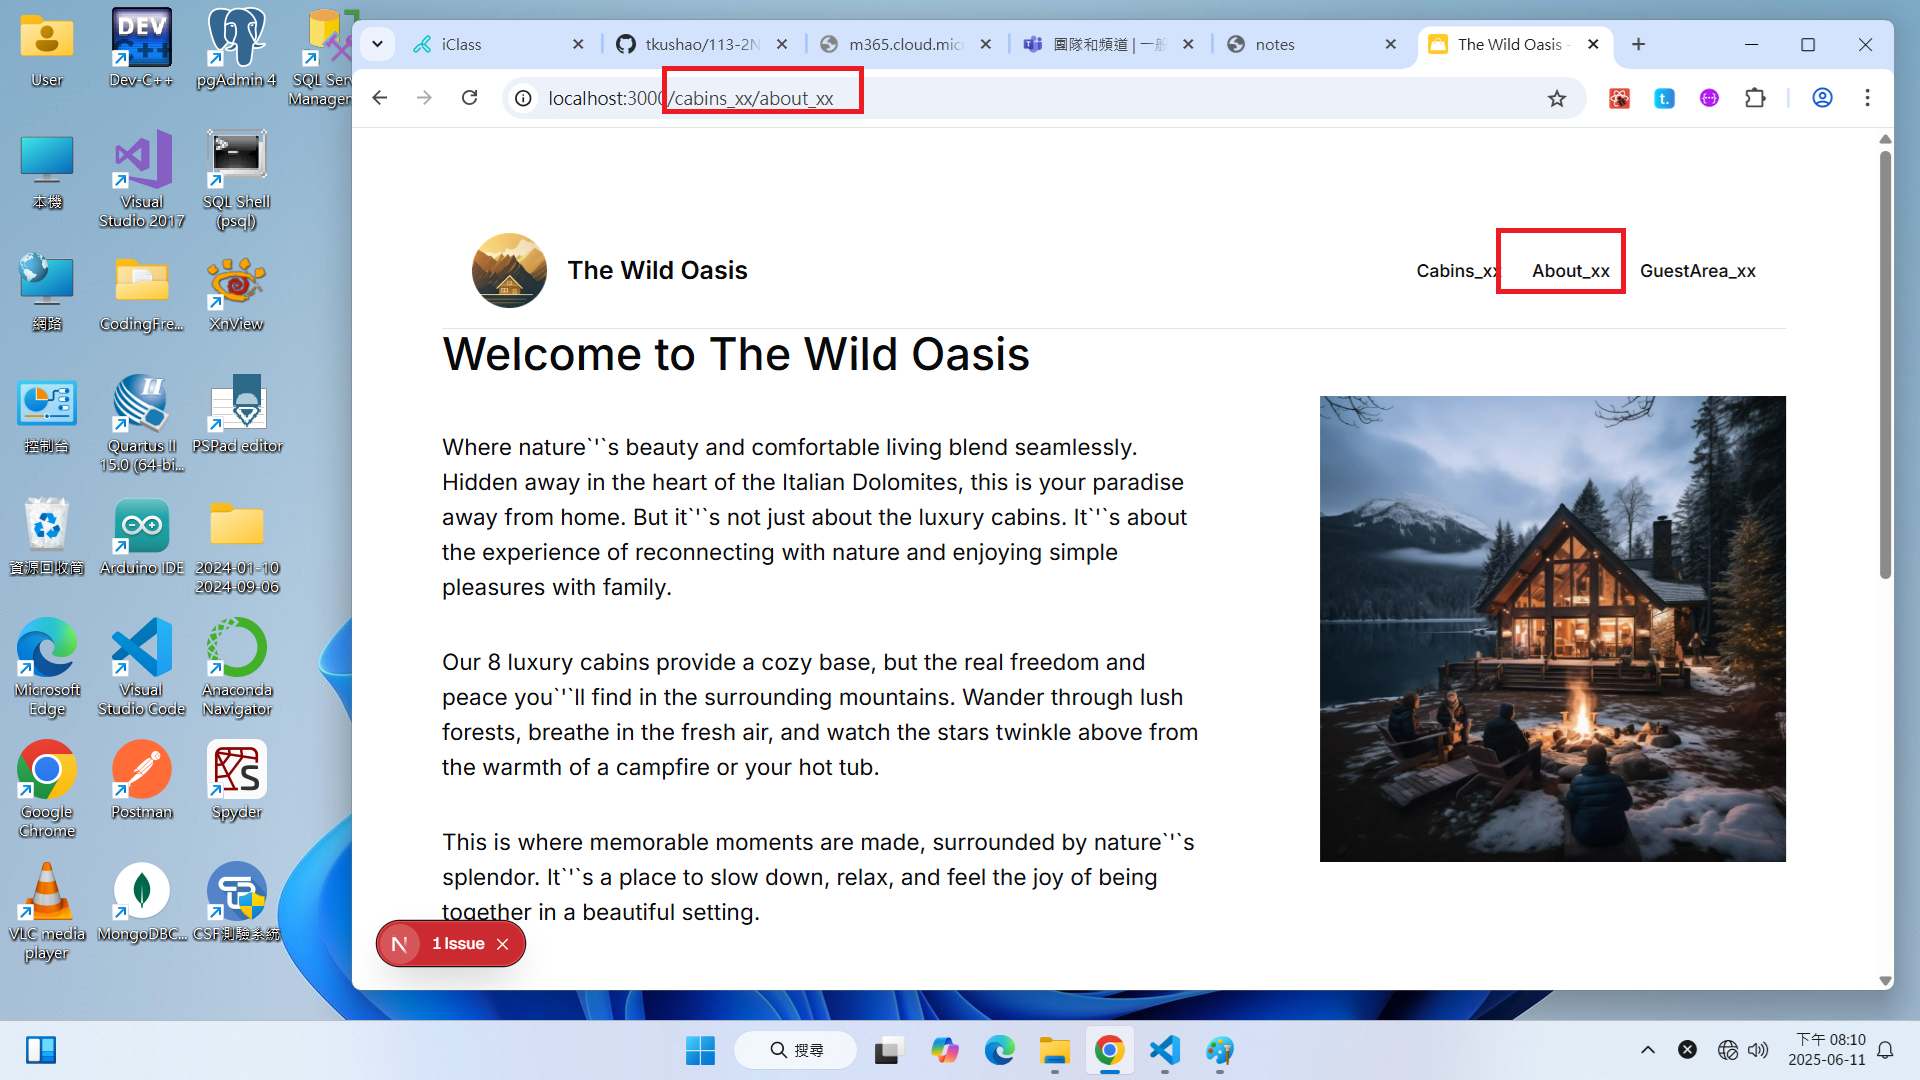 User
Dev-C++
pgAdmin 4
SQL Ser
Manager
本機
Visual
Studio 2017
SQL Shell
(psql)
網路
CodingFre...
XnView
控制台
Quartus II
15.0 (64-bi...
PSPad editor
資源回收筒
Arduino IDE
2024-01-10
2024-09-06
Microsoft
Edge
Visual
Studio Code
Anaconda
Navigator
Google
Chrome
Postman
Spyder
VLC media
player
MongoDBC...
CSF測驗系統
iClass
tkushao/113-2N
m365.cloud.mic
團隊和頻道 | 一般
notes
The Wild Oasis -
localhost:3000/cabins_xx/about_xx
The Wild Oasis
Cabins_xx
About_xx
GuestArea_xx
Welcome to The Wild Oasis
Where nature`'`s beauty and comfortable living blend seamlessly.
Hidden away in the heart of the Italian Dolomites, this is your paradise
away from home. But it`'`s not just about the luxury cabins. It`'`s about
the experience of reconnecting with nature and enjoying simple
pleasures with family.
Our 8 luxury cabins provide a cozy base, but the real freedom and
peace you`'`ll find in the surrounding mountains. Wander through lush
forests, breathe in the fresh air, and watch the stars twinkle above from
the warmth of a campfire or your hot tub.
This is where memorable moments are made, surrounded by nature`'`s
splendor. It`'`s a place to slow down, relax, and feel the joy of being
together in a beautiful setting.
N 1 Issue
搜尋
下午 08:10
2025-06-11